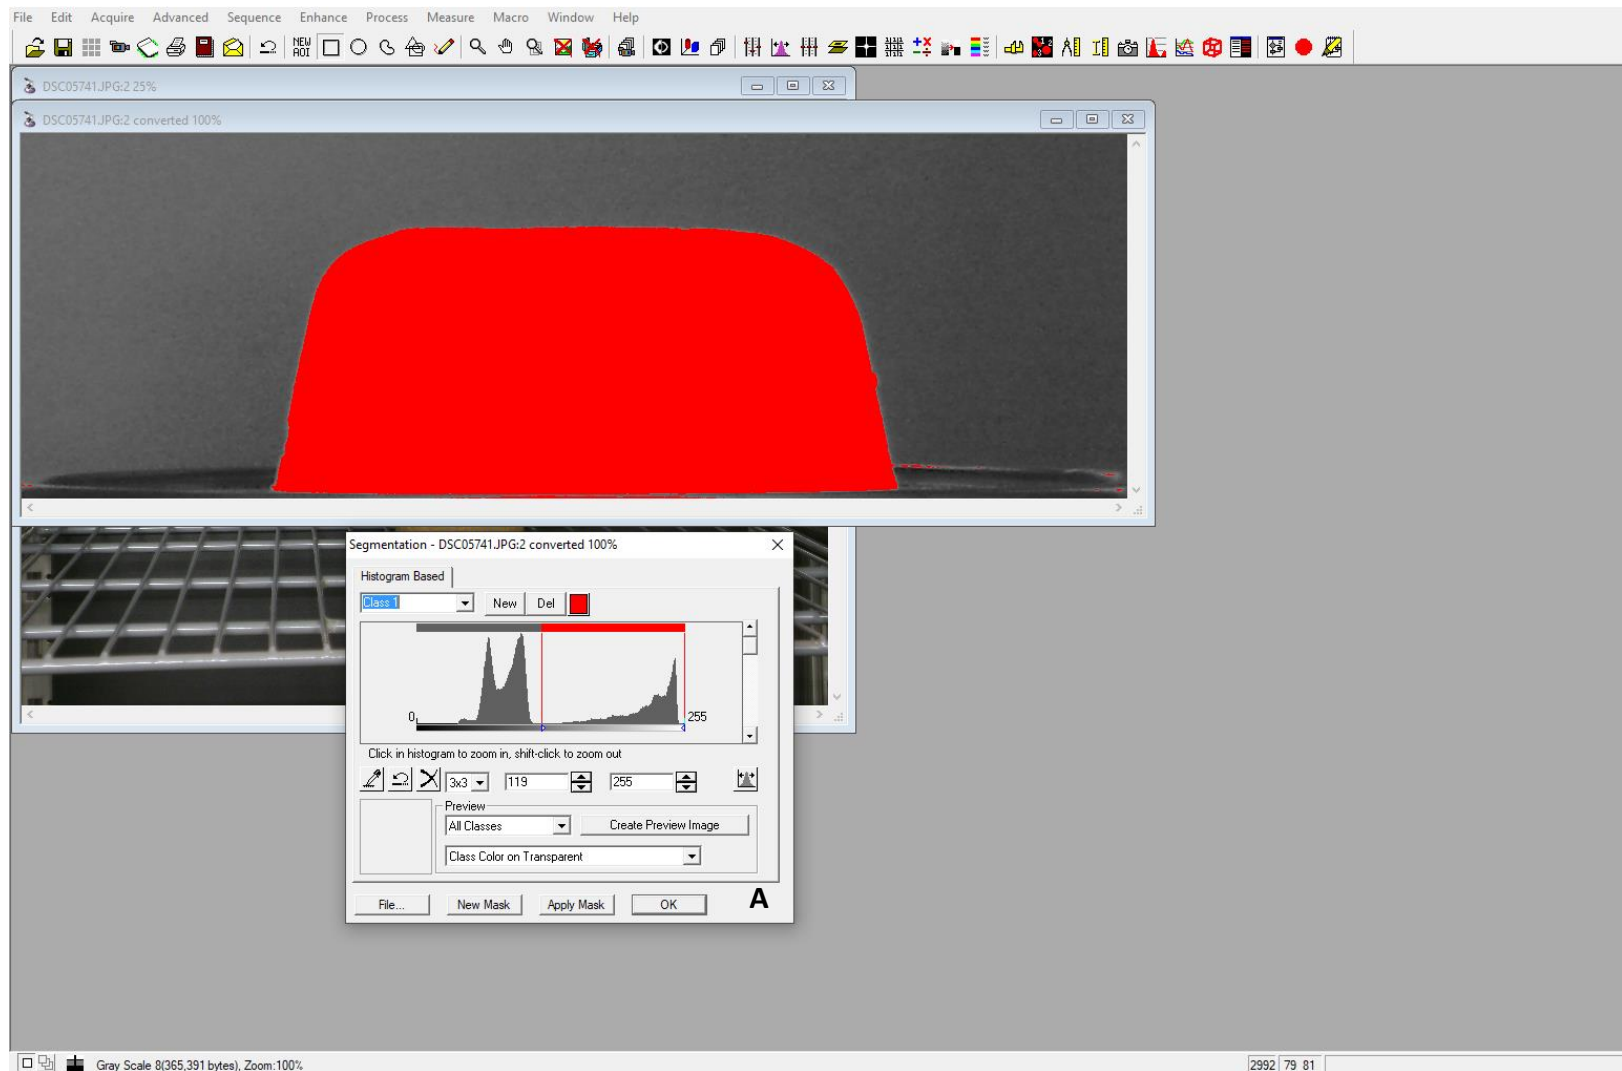 File Edit Acquire Advanced Sequence Enhance Process Measure Macro Window Help
NEW
AOI
DSC05741.JPG:2 25%
DSC05741.JPG:2 converted 100%
Segmentation - DSC05741.JPG:2 converted 100%
Histogram Based
Class 1 New Del
0 255
Click in histogram to zoom in, shift-click to zoom out
3x3 119 255
Preview
All Classes Create Preview Image
Class Color on Transparent
File... New Mask Apply Mask OK A
Gray Scale 8(365,391 bytes), Zoom:100% 2992 79 81